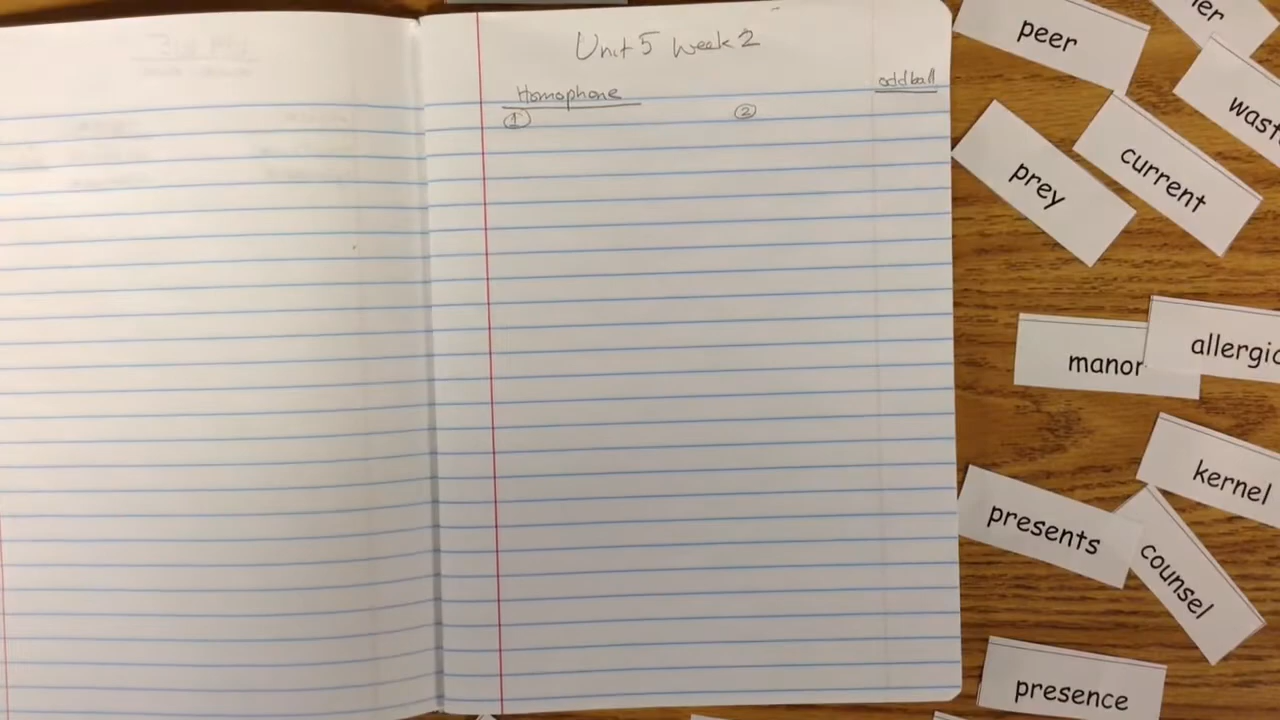 Unit 5 Week 2
Homophone
oddball
① ②
peer
prey
current
manor
allergic
kernel
presents
counsel
presence